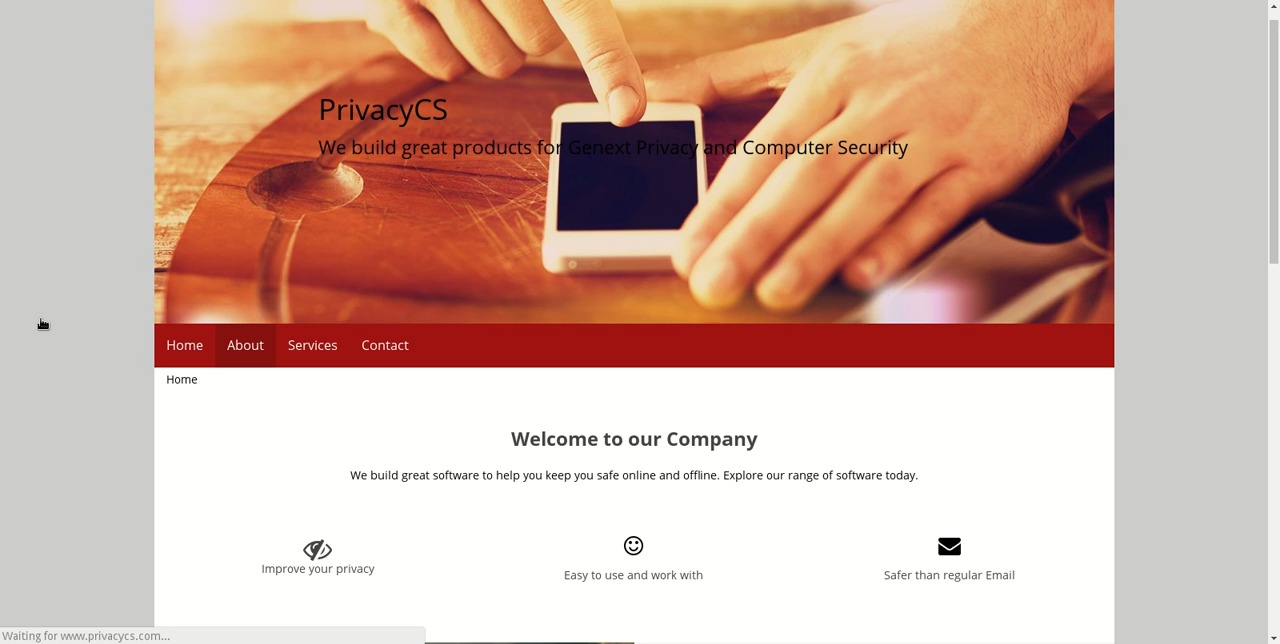 PrivacyCS
We build great products for Genext Privacy and Computer Security
Home About Services Contact
Home
Welcome to our Company
We build great software to help you keep you safe online and offline. Explore our range of software today.
Improve your privacy
Easy to use and work with
Safer than regular Email
Waiting for www.privacycs.com...